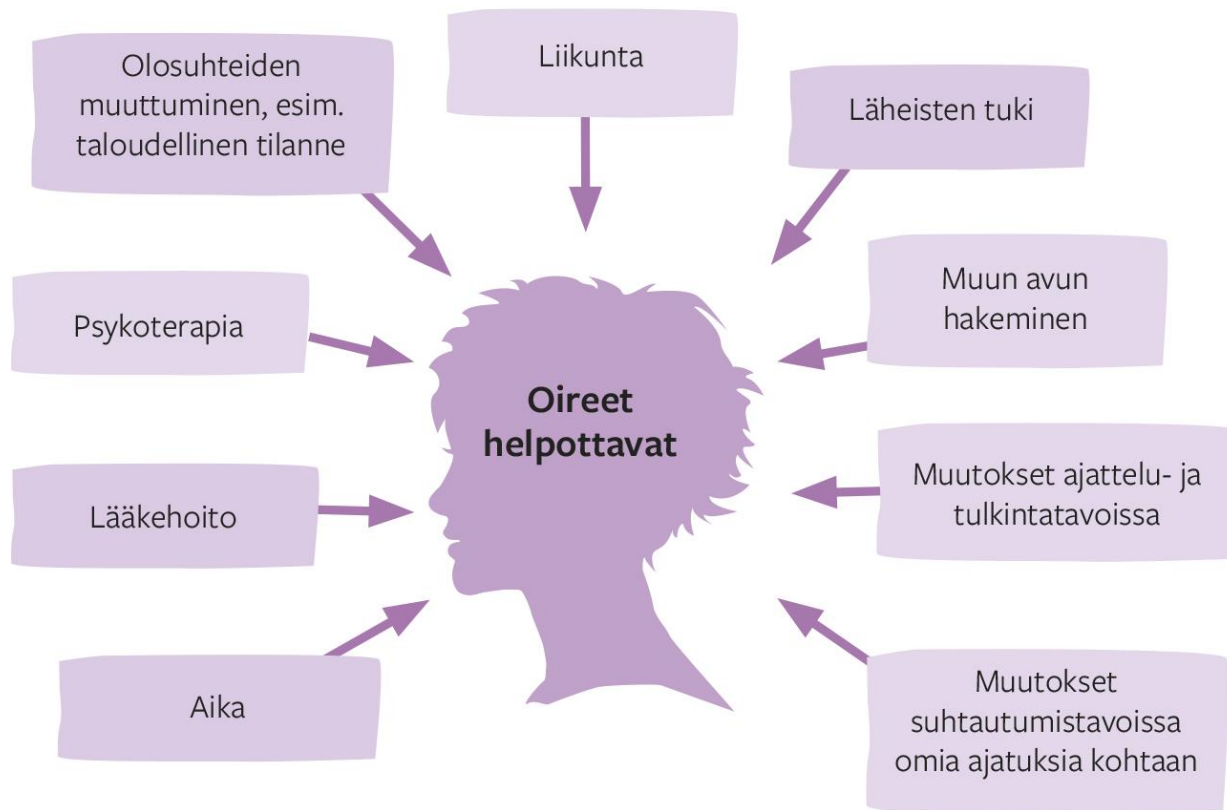 Olosuhteiden
muuttuminen, esim.
taloudellinen tilanne
Liikunta
Läheisten tuki
Psykoterapia
Muun avun
hakeminen
Oireet
helpottavat
Lääkehoito
Muutokset ajattelu- ja
tulkintatavoissa
Aika
Muutokset
suhtautumistavoissa
omia ajatuksia kohtaan